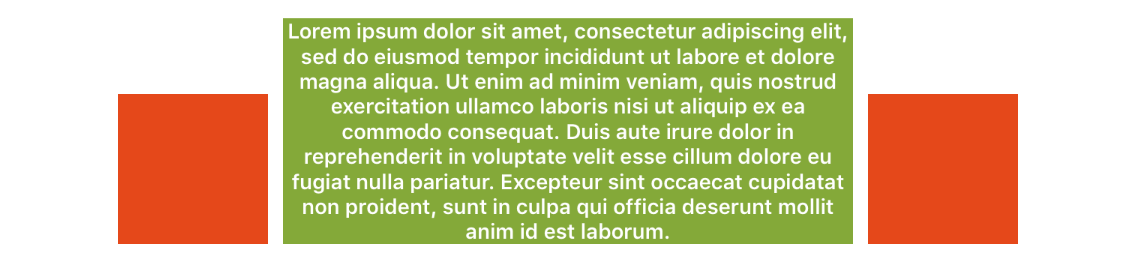 Lorem ipsum dolor sit amet, consectetur adipiscing elit,
sed do eiusmod tempor incididunt ut labore et dolore
magna aliqua. Ut enim ad minim veniam, quis nostrud
exercitation ullamco laboris nisi ut aliquip ex ea
commodo consequat. Duis aute irure dolor in
reprehenderit in voluptate velit esse cillum dolore eu
fugiat nulla pariatur. Excepteur sint occaecat cupidatat
non proident, sunt in culpa qui officia deserunt mollit
anim id est laborum.